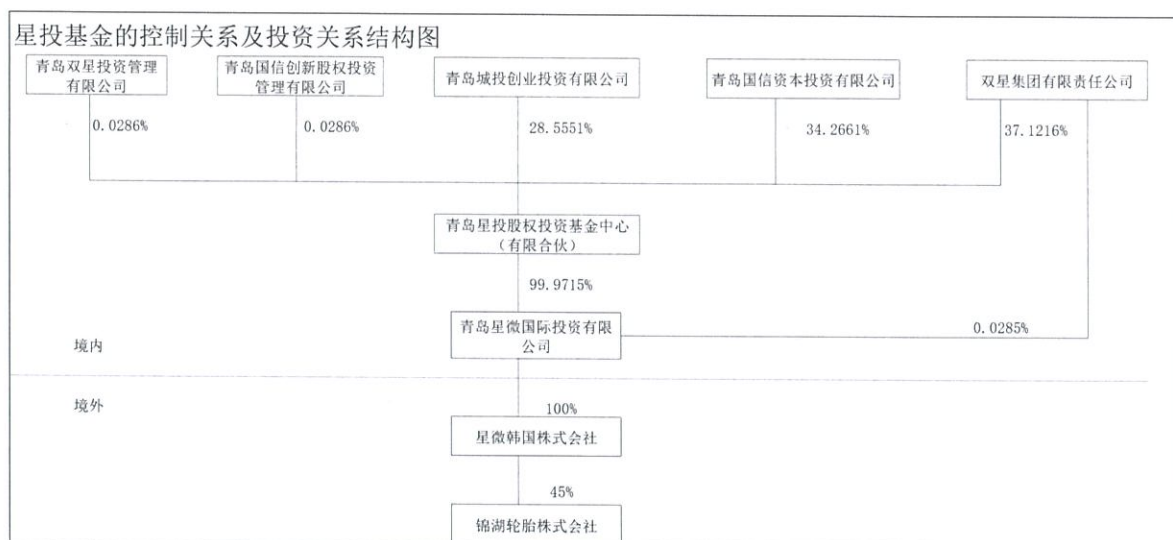 星投基金的控制关系及投资关系结构图
青岛双星投资管理
有限公司
青岛国信创新股权投资
管理有限公司
青岛城投创业投资有限公司
青岛国信资本投资有限公司
双星集团有限责任公司
0.0286%
0.0286%
28.5551%
34.2661%
37.1216%
青岛星投股权投资基金中心
（有限合伙）
99.9715%
青岛星微国际投资有限
公司
0.0285%
境内
境外
100%
星微韩国株式会社
45%
锦湖轮胎株式会社